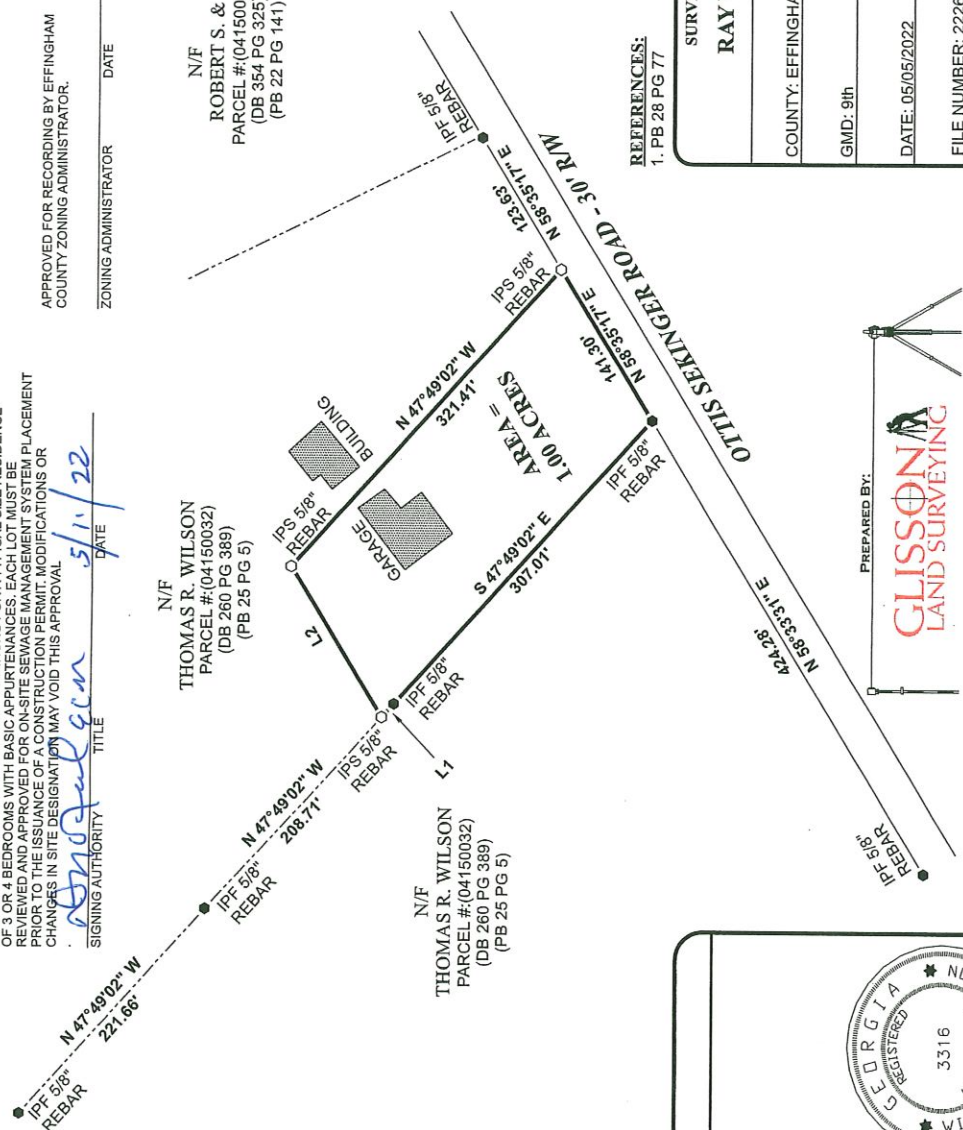 OF 3 OR 4 BEDROOMS WITH BASIC APPURTENANCES. EACH LOT MUST BE
REVIEWED AND APPROVED FOR ON-SITE SEWAGE MANAGEMENT SYSTEM PLACEMENT
PRIOR TO THE ISSUANCE OF A CONSTRUCTION PERMIT. MODIFICATIONS OR
CHANGES IN SITE DESIGNATION MAY VOID THIS APPROVAL
5/11/22
SIGNING AUTHORITY TITLE DATE
APPROVED FOR RECORDING BY EFFINGHAM
COUNTY ZONING ADMINISTRATOR.
ZONING ADMINISTRATOR DATE
N/F
ROBERT S. &
PARCEL #:(041500
(DB 354 PG 325
(PB 22 PG 141)
N/F
THOMAS R. WILSON
PARCEL #:(04150032)
(DB 260 PG 389)
(PB 25 PG 5)
IPF 5/8"
REBAR
N 47°49'02" W
221.66'
IPF 5/8"
REBAR
N 47°49'02" W
208.71'
IPS 5/8"
REBAR
L1
IPF 5/8"
REBAR
L2
IPS 5/8"
REBAR
BUILDING
GARAGE
N 47°49'02" W
321.41'
IPS 5/8"
REBAR
AREA =
1.00 ACRES
S 47°49'02" E
307.01'
IPF 5/8"
REBAR
141.30'
N 58°35'17" E
123.63'
N 58°35'17" E
IPF 5/8"
REBAR
OTTIS SEKINGER ROAD - 30' R/W
N/F
THOMAS R. WILSON
PARCEL #:(04150032)
(DB 260 PG 389)
(PB 25 PG 5)
424.28'
N 58°33'31" E
IPF 5/8"
REBAR
REFERENCES:
1. PB 28 PG 77
SURV
RAY
COUNTY: EFFINGHA
GMD: 9th
DATE: 05/05/2022
FILE NUMBER: 2226
PREPARED BY:
GLISSON
LAND SURVEYING
GEORGIA
REGISTERED
3316